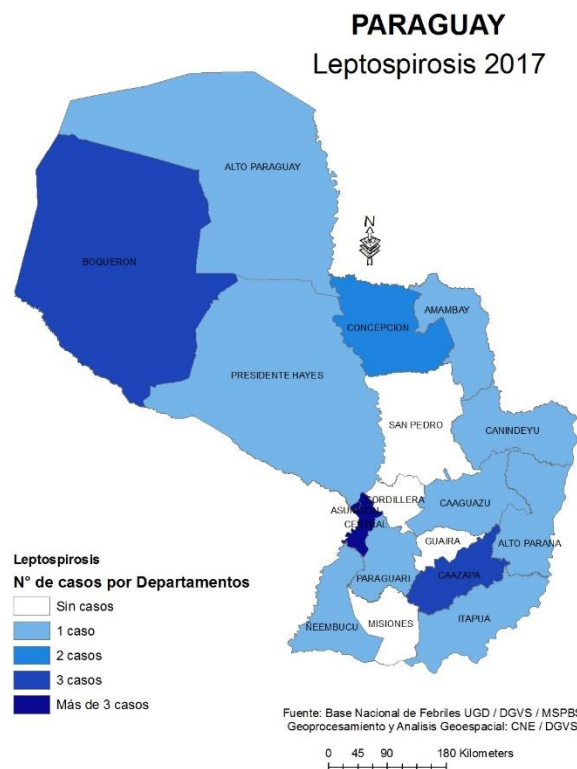 PARAGUAY
Leptospirosis 2017
ALTO PARAGUAY
N
BOQUERON
AMAMBAY
CONCEPCION
PRESIDENTE HAYES
SAN PEDRO
CANINDEYU
CORDILLERA
CAAGUAZU
CENTRAL
GUAIRA
ALTO PARANA
PARAGUARI
CAAZAPA
ÑEEMBUCU
MISIONES
ITAPUA
Leptospirosis
N° de casos por Departamentos
Sin casos
1 caso
2 casos
3 casos
Más de 3 casos
Fuente: Base Nacional de Febriles UGD / DGVS / MSPBS
Geoprocesamiento y Analisis Geoespacial: CNE / DGVS
0 45 90 180 Kilometers